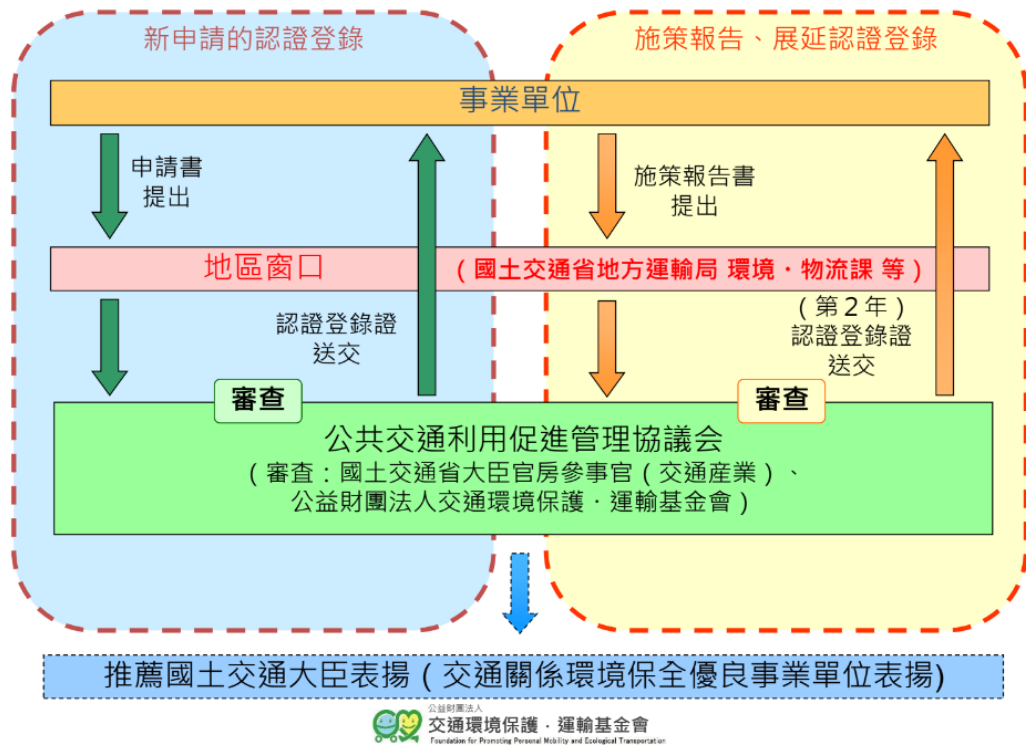 新申請的認證登錄
施策報告、展延認證登錄
事業單位
申請書
提出
施策報告書
提出
地區窗口
(國土交通省地方運輸局 環境・物流課 等)
認證登錄證
送交
(第2年)
認證登錄證
送交
審查
審查
公共交通利用促進管理協議会
(審查：國土交通省大臣官房參事官(交通産業)、
公益財團法人交通環境保護・運輸基金會)
推薦國土交通大臣表揚(交通關係環境保全優良事業單位表揚)
公益財團法人
交通環境保護・運輸基金會
Foundation for Promoting Personal Mobility and Ecological Transportation